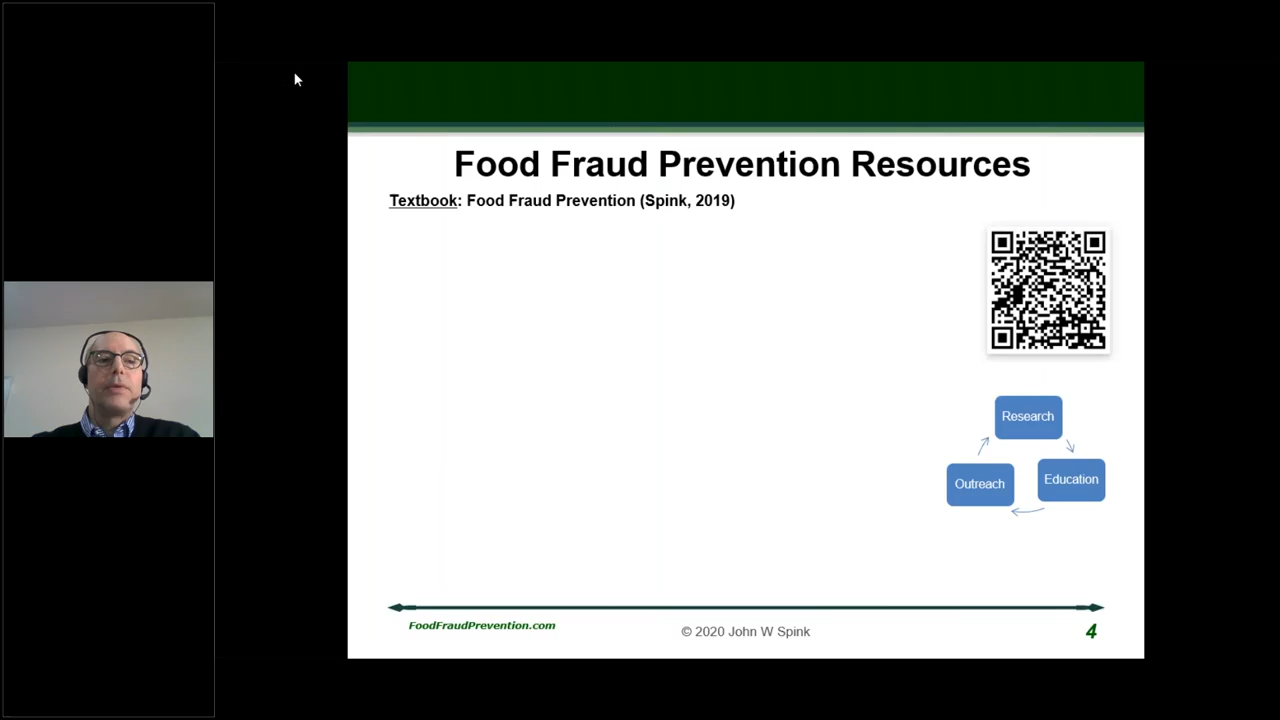 Food Fraud Prevention Resources
Textbook: Food Fraud Prevention (Spink, 2019)
Research
Outreach
Education
FoodFraudPrevention.com
© 2020 John W Spink
4